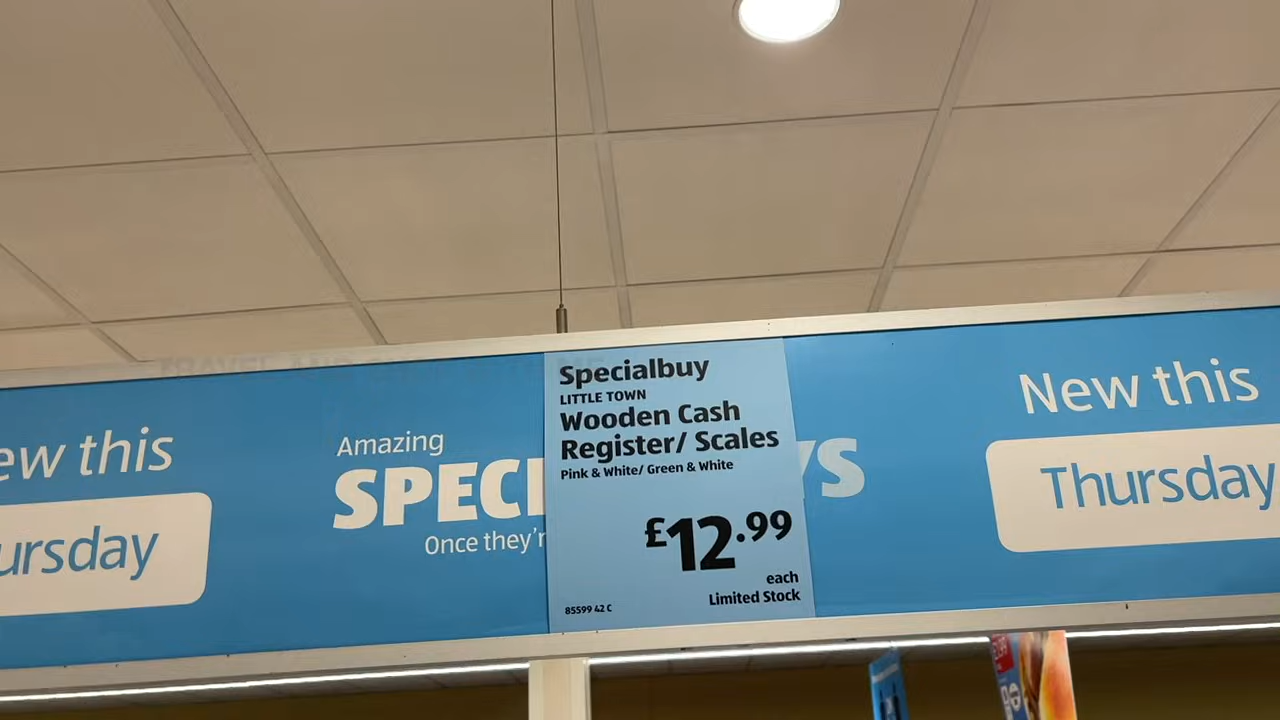 ew this
ursday
Amazing
SPECI
Once they'r
Specialbuy
LITTLE TOWN
Wooden Cash
Register/ Scales
Pink & White/ Green & White
£12.99
each
Limited Stock
85599 42 C
YS
New this
Thursday